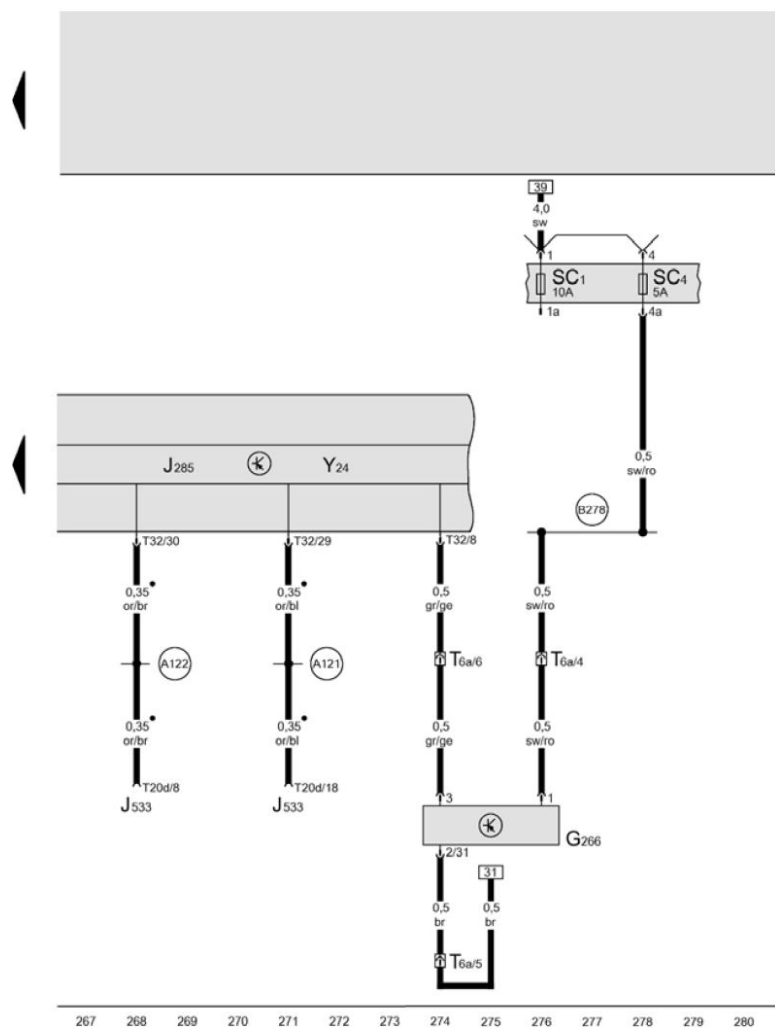 39
4,0
sw
1
4
SC1
10A
SC4
5A
1a
4a
J285
Y24
0,5
sw/ro
B278
T32/30
T32/29
T32/8
0,35
or/br
0,35
or/bl
0,5
gr/ge
0,5
sw/ro
A122
A121
T6a/6
T6a/4
0,35
or/br
0,35
or/bl
0,5
gr/ge
0,5
sw/ro
T20d/8
T20d/18
J533
J533
3
1
G266
2/31
31
0,5
br
0,5
br
T6a/5
267 268 269 270 271 272 273 274 275 276 277 278 279 280